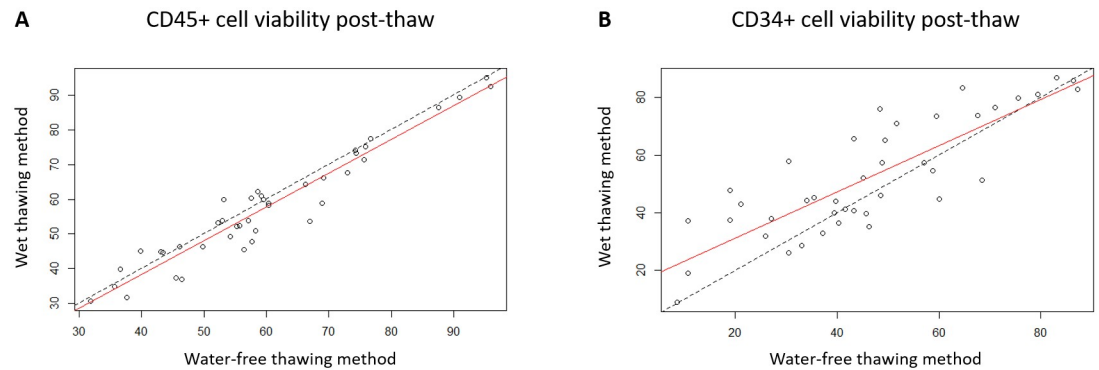 A
CD45+ cell viability post-thaw
Wet thawing method
90
80
70
60
50
40
30
30 40 50 60 70 80 90
Water-free thawing method
B
CD34+ cell viability post-thaw
Wet thawing method
80
60
40
20
20 40 60 80
Water-free thawing method